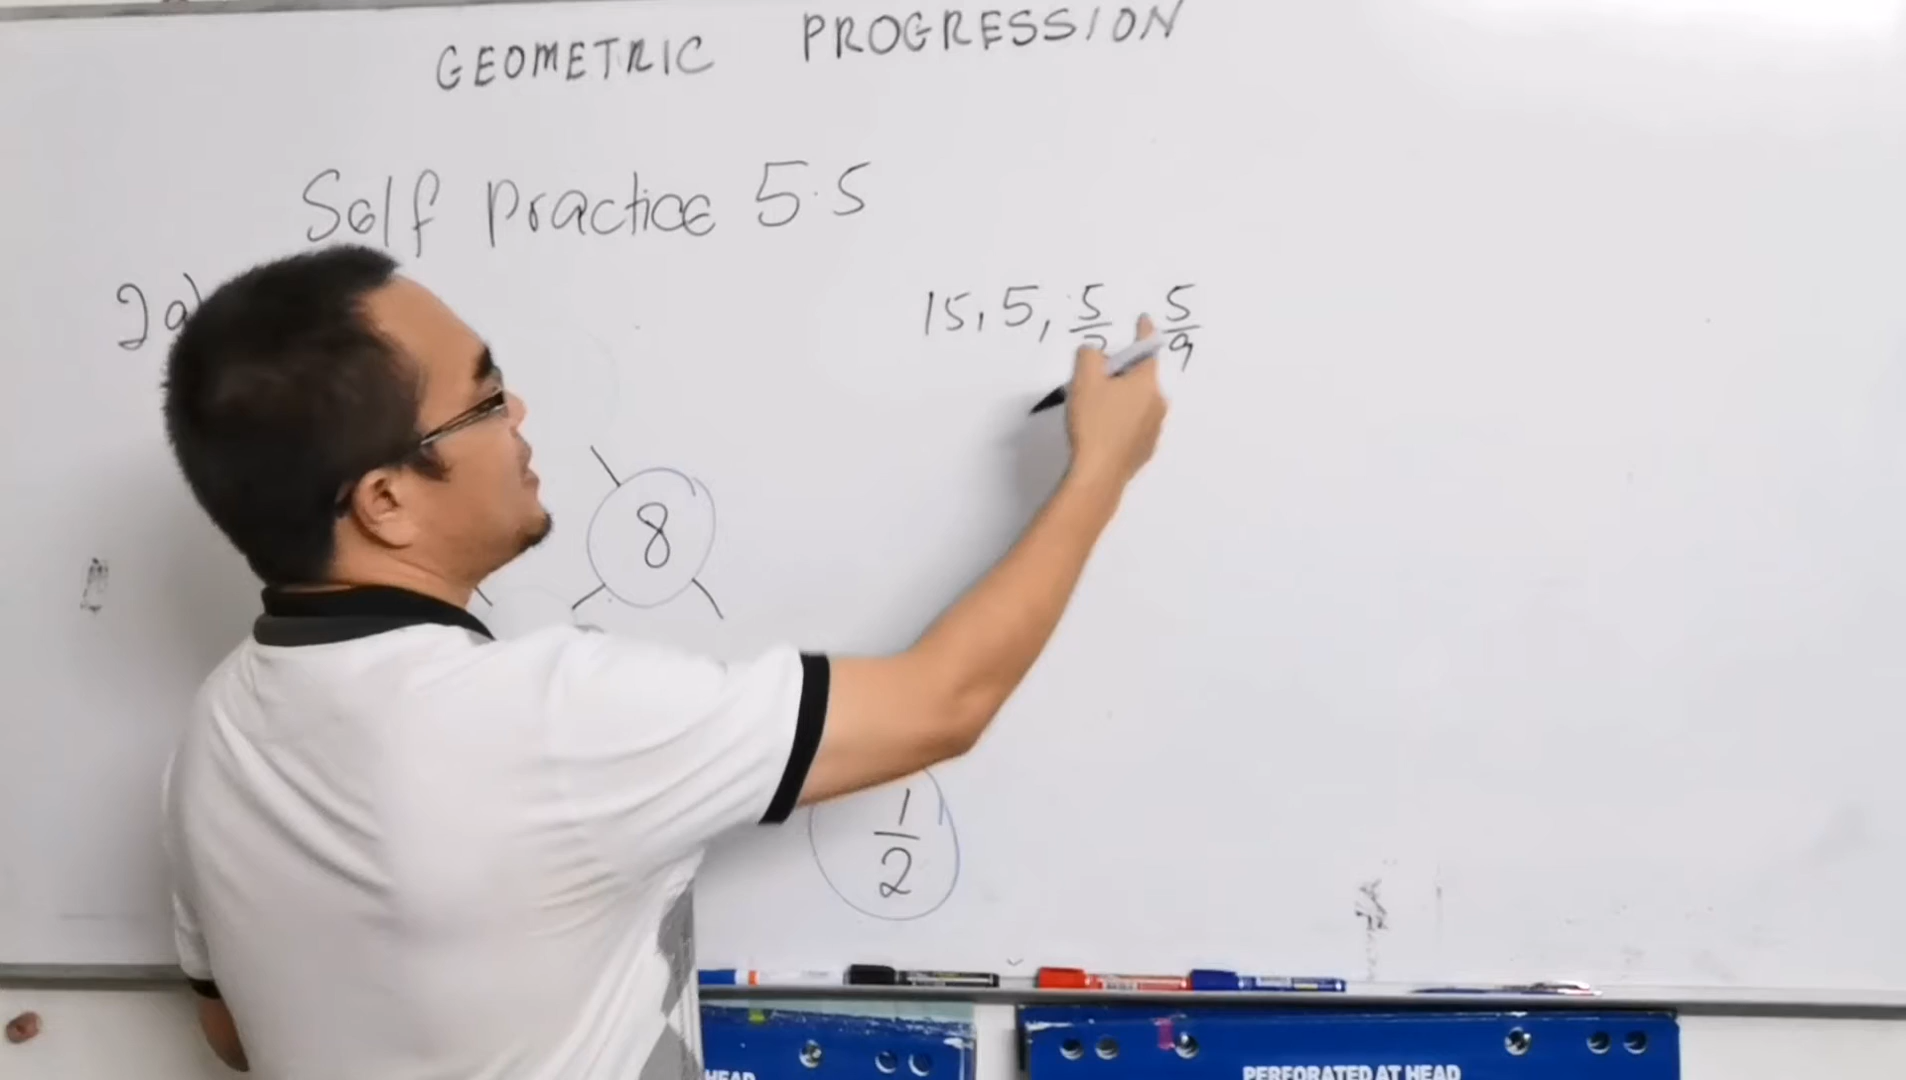 GEOMETRIC PROGRESSION
Self Practice 5.5
2a)
15, 5, 5/3, 5/9
8
1/2
HEAD
PERFORATED AT HEAD